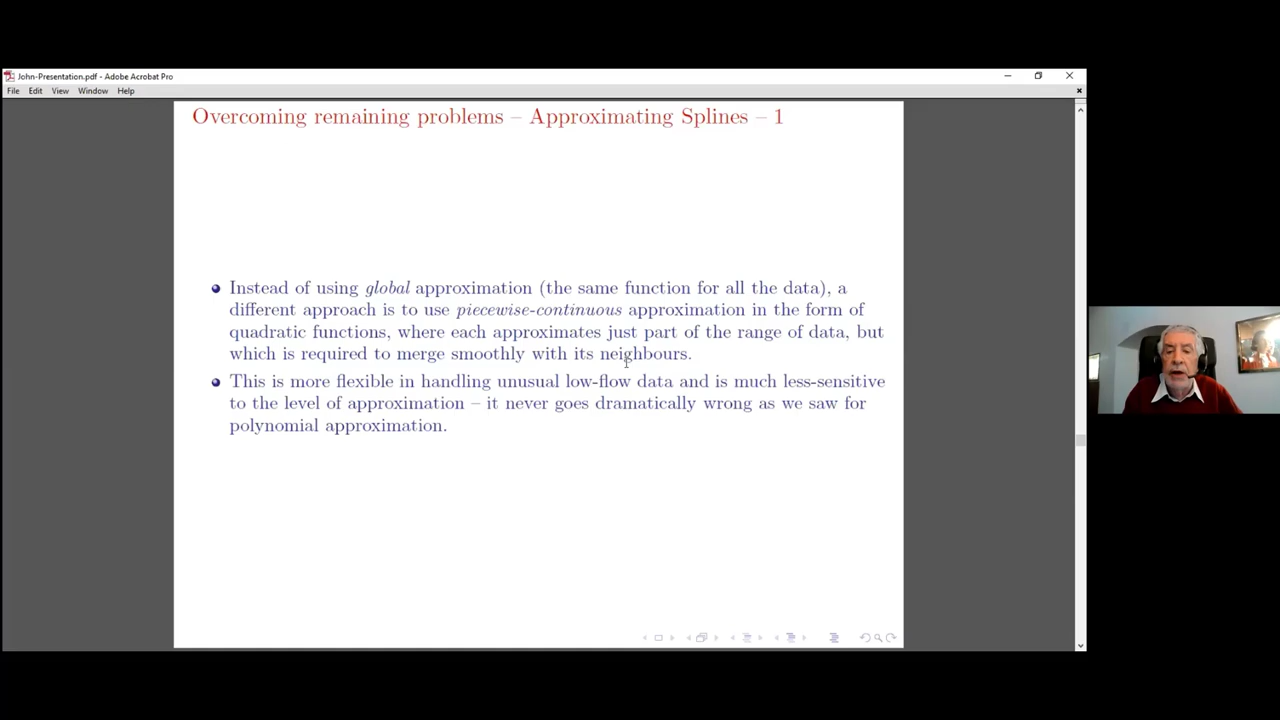 John-Presentation.pdf - Adobe Acrobat Pro
File Edit View Window Help
Overcoming remaining problems – Approximating Splines – 1
Instead of using global approximation (the same function for all the data), a
different approach is to use piecewise-continuous approximation in the form of
quadratic functions, where each approximates just part of the range of data, but
which is required to merge smoothly with its neighbours.
This is more flexible in handling unusual low-flow data and is much less-sensitive
to the level of approximation – it never goes dramatically wrong as we saw for
polynomial approximation.